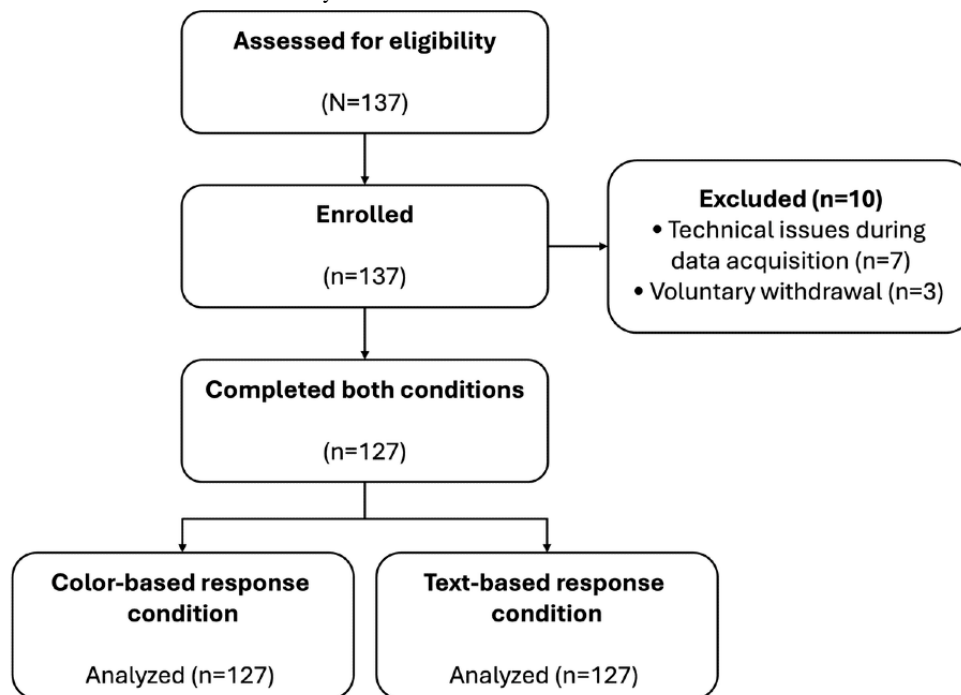 Assessed for eligibility
(N=137)
Enrolled
(n=137)
Excluded (n=10)
• Technical issues during
data acquisition (n=7)
• Voluntary withdrawal (n=3)
Completed both conditions
(n=127)
Color-based response
condition
Analyzed (n=127)
Text-based response
condition
Analyzed (n=127)